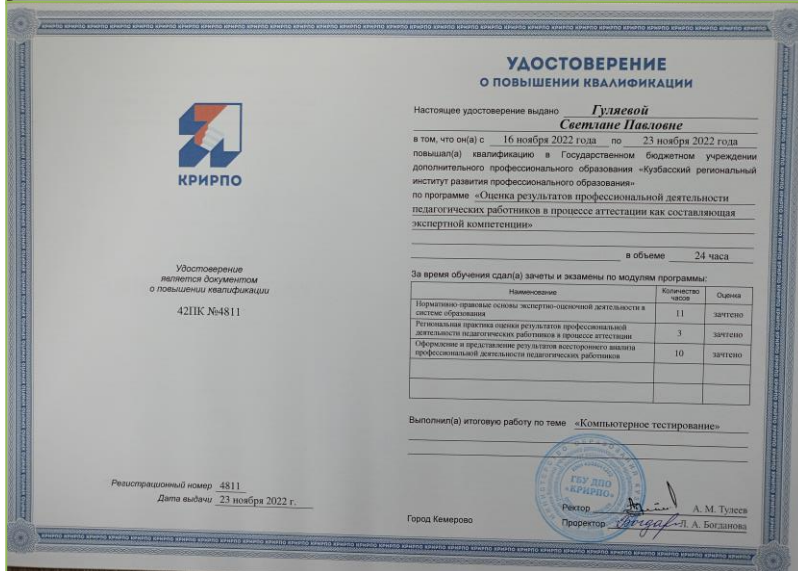 КРИРПО
Удостоверение
является документом
о повышении квалификации
42ПК №4811
Регистрационный номер 4811
Дата выдачи 23 ноября 2022 г.
УДОСТОВЕРЕНИЕ
О ПОВЫШЕНИИ КВАЛИФИКАЦИИ
Настоящее удостоверение выдано Гуляевой
Светлане Павловне
в том, что он(а) с 16 ноября 2022 года по 23 ноября 2022 года
повышал(а) квалификацию в Государственном бюджетном учреждении
дополнительного профессионального образования «Кузбасский региональный
институт развития профессионального образования»
по программе «Оценка результатов профессиональной деятельности
педагогических работников в процессе аттестации как составляющая
экспертной компетенции»
в объеме 24 часа
За время обучения сдал(а) зачеты и экзамены по модулям программы:
Наименование Количество часов Оценка
Нормативно-правовые основы экспертно-оценочной деятельности в
системе образования 11 зачтено
Региональная практика оценки результатов профессиональной
деятельности педагогических работников в процессе аттестации 3 зачтено
Оформление и представление результатов всестороннего анализа
профессиональной деятельности педагогических работников 10 зачтено
Выполнил(а) итоговую работу по теме «Компьютерное тестирование»
ГБУ ДПО
«КРИРПО»
Ректор А. М. Тулеев
Проректор Л. А. Богданова
Город Кемерово